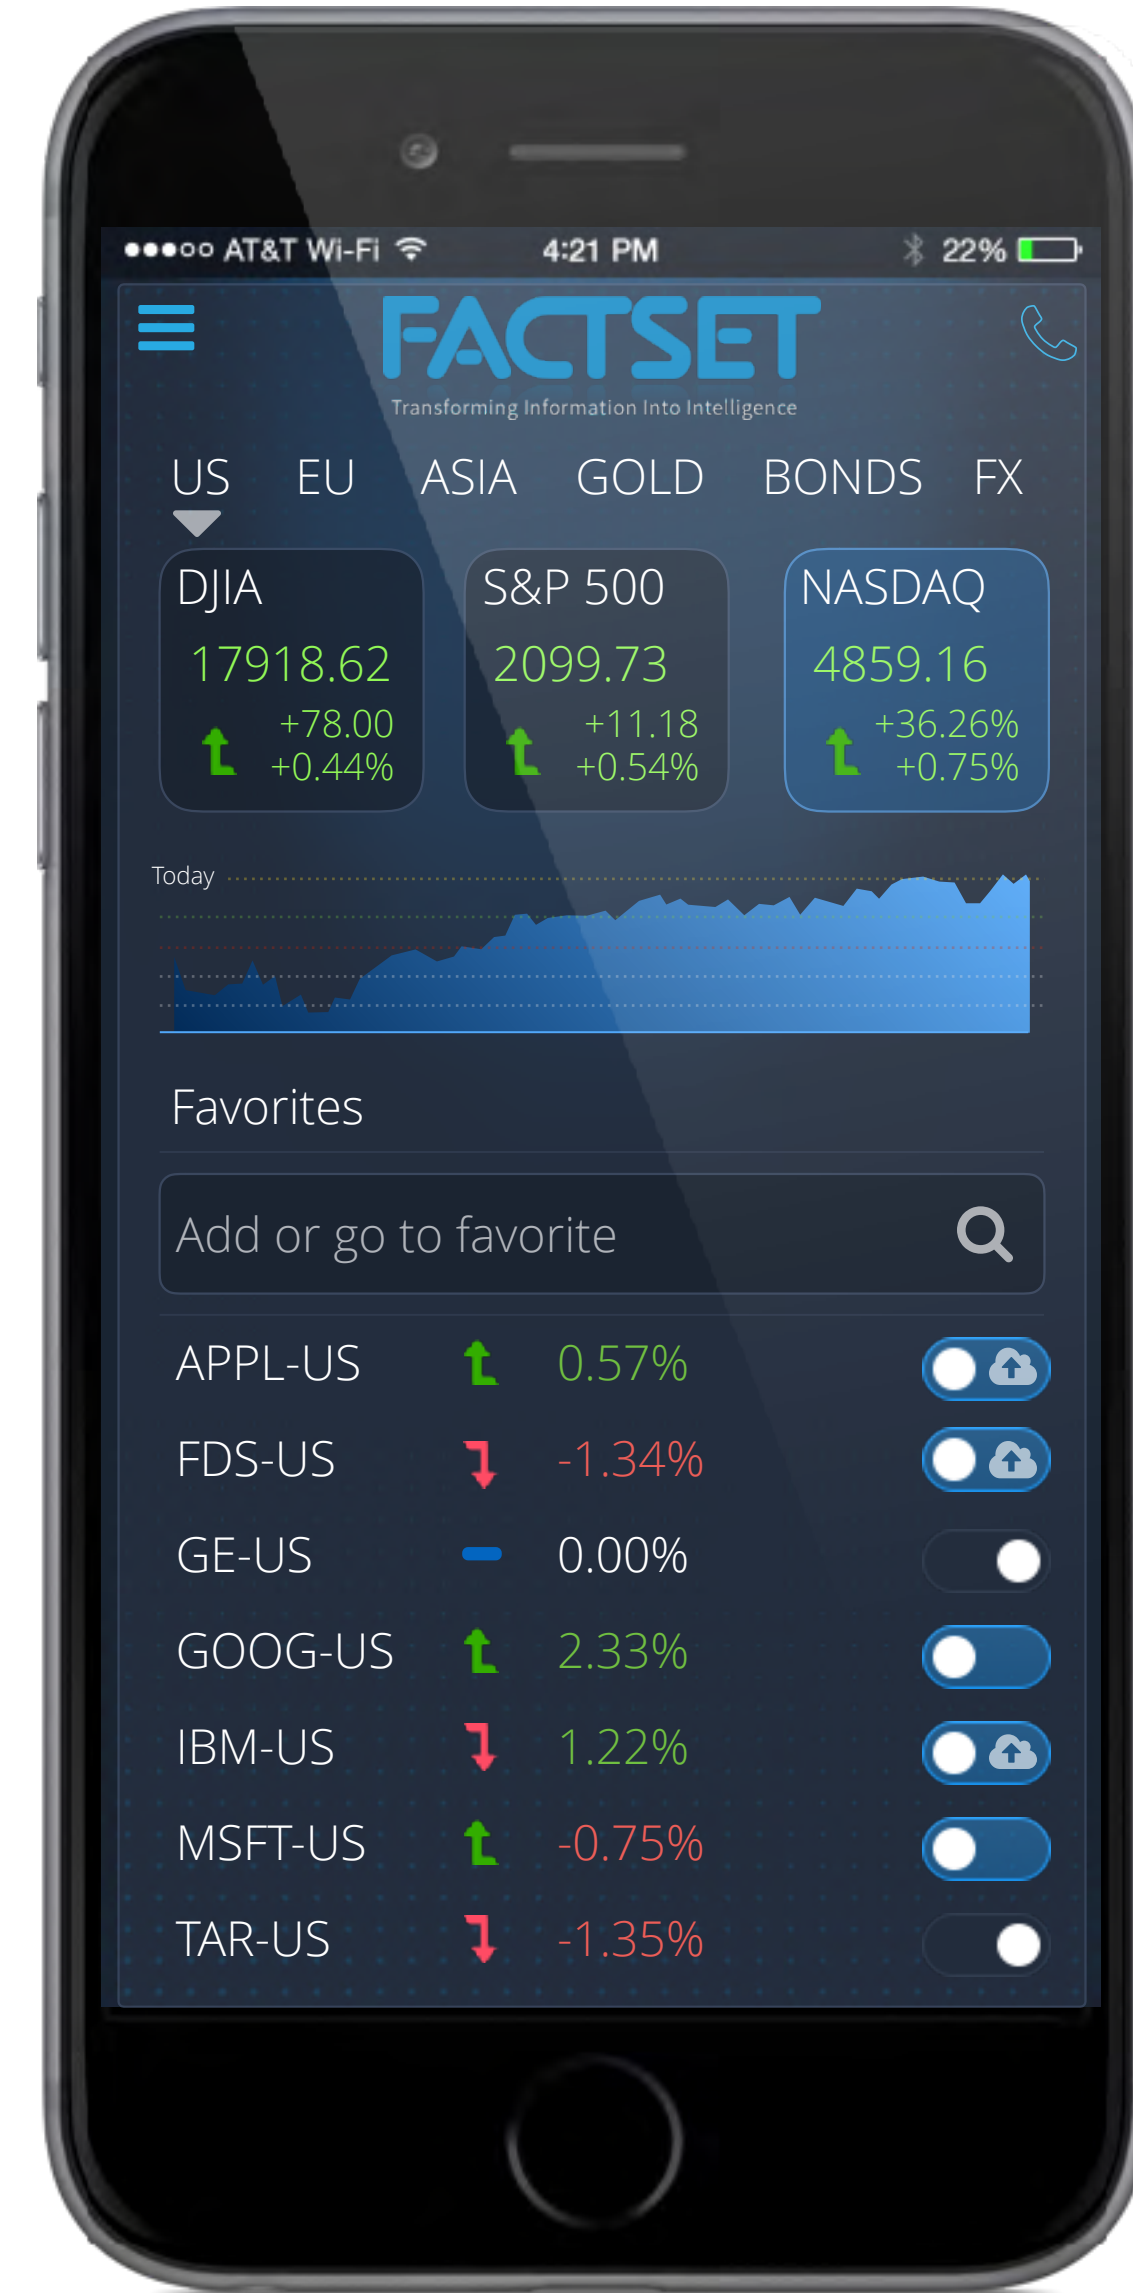 AT&T Wi-Fi 4:21 PM 22%
FACTSET
Transforming Information Into Intelligence
US EU ASIA GOLD BONDS FX
DJIA
17918.62
+78.00
+0.44%
S&P 500
2099.73
+11.18
+0.54%
NASDAQ
4859.16
+36.26%
+0.75%
Today
Favorites
Add or go to favorite
APPL-US 0.57%
FDS-US -1.34%
GE-US 0.00%
GOOG-US 2.33%
IBM-US 1.22%
MSFT-US -0.75%
TAR-US -1.35%